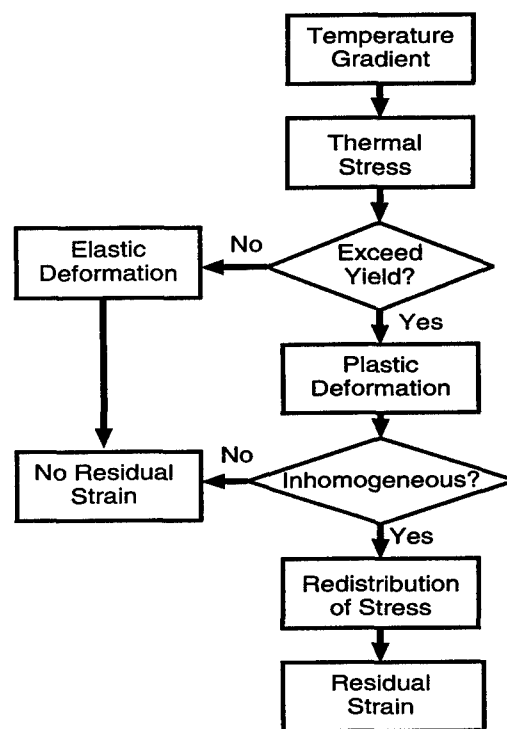 Temperature
Gradient
Thermal
Stress
No
Exceed
Yield?
Elastic
Deformation
Yes
Plastic
Deformation
No
Inhomogeneous?
No Residual
Strain
Yes
Redistribution
of Stress
Residual
Strain